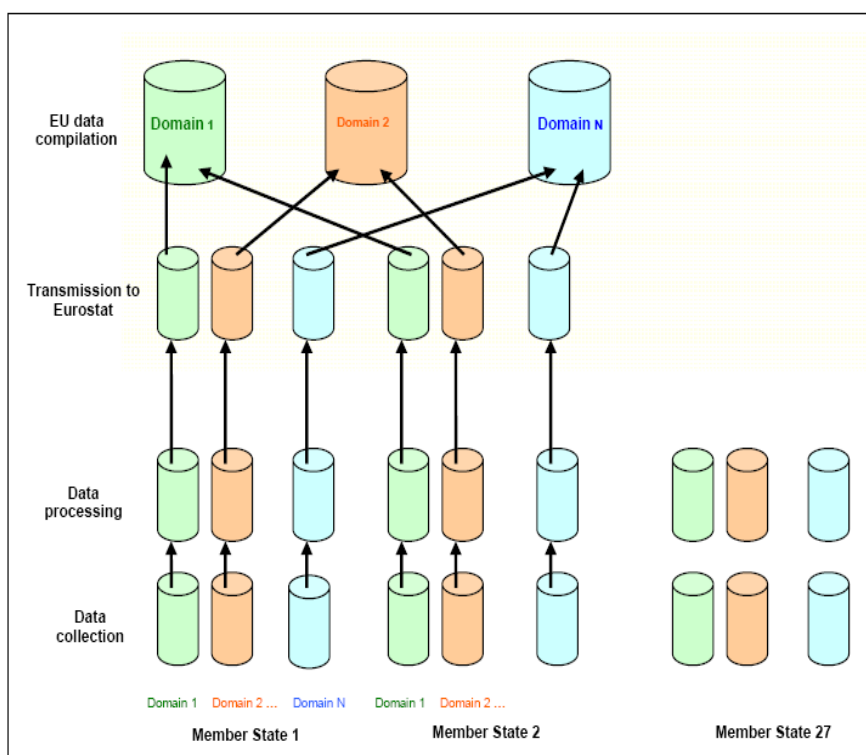 EU data
compilation
Domain 1
Domain 2
Domain N
Transmission to
Eurostat
Data
processing
Data
collection
Domain 1
Domain 2 ...
Domain N
Domain 1
Domain 2 ...
Member State 1
Member State 2
Member State 27